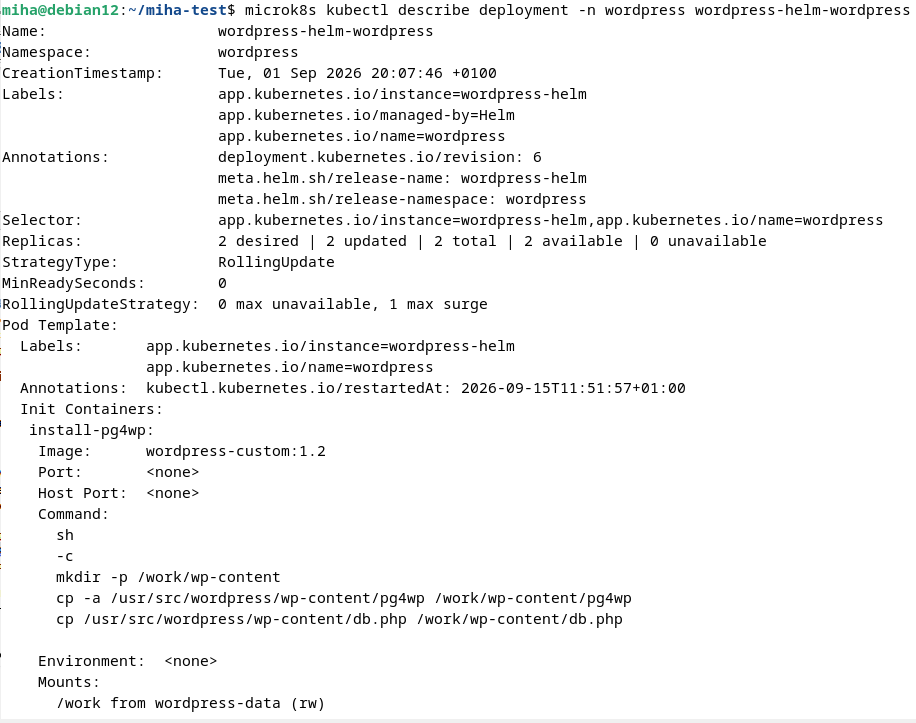 miha@debian12:~/miha-test$ microk8s kubectl describe deployment -n wordpress wordpress-helm-wordpress
Name:                   wordpress-helm-wordpress
Namespace:              wordpress
CreationTimestamp:      Tue, 01 Sep 2026 20:07:46 +0100
Labels:                 app.kubernetes.io/instance=wordpress-helm
                        app.kubernetes.io/managed-by=Helm
                        app.kubernetes.io/name=wordpress
Annotations:            deployment.kubernetes.io/revision: 6
                        meta.helm.sh/release-name: wordpress-helm
                        meta.helm.sh/release-namespace: wordpress
Selector:               app.kubernetes.io/instance=wordpress-helm,app.kubernetes.io/name=wordpress
Replicas:               2 desired | 2 updated | 2 total | 2 available | 0 unavailable
StrategyType:           RollingUpdate
MinReadySeconds:        0
RollingUpdateStrategy:  0 max unavailable, 1 max surge
Pod Template:
  Labels:       app.kubernetes.io/instance=wordpress-helm
                app.kubernetes.io/name=wordpress
  Annotations:  kubectl.kubernetes.io/restartedAt: 2026-09-15T11:51:57+01:00
  Init Containers:
   install-pg4wp:
    Image:      wordpress-custom:1.2
    Port:       <none>
    Host Port:  <none>
    Command:
      sh
      -c
      mkdir -p /work/wp-content
      cp -a /usr/src/wordpress/wp-content/pg4wp /work/wp-content/pg4wp
      cp /usr/src/wordpress/wp-content/db.php /work/wp-content/db.php
    Environment:  <none>
    Mounts:
      /work from wordpress-data (rw)